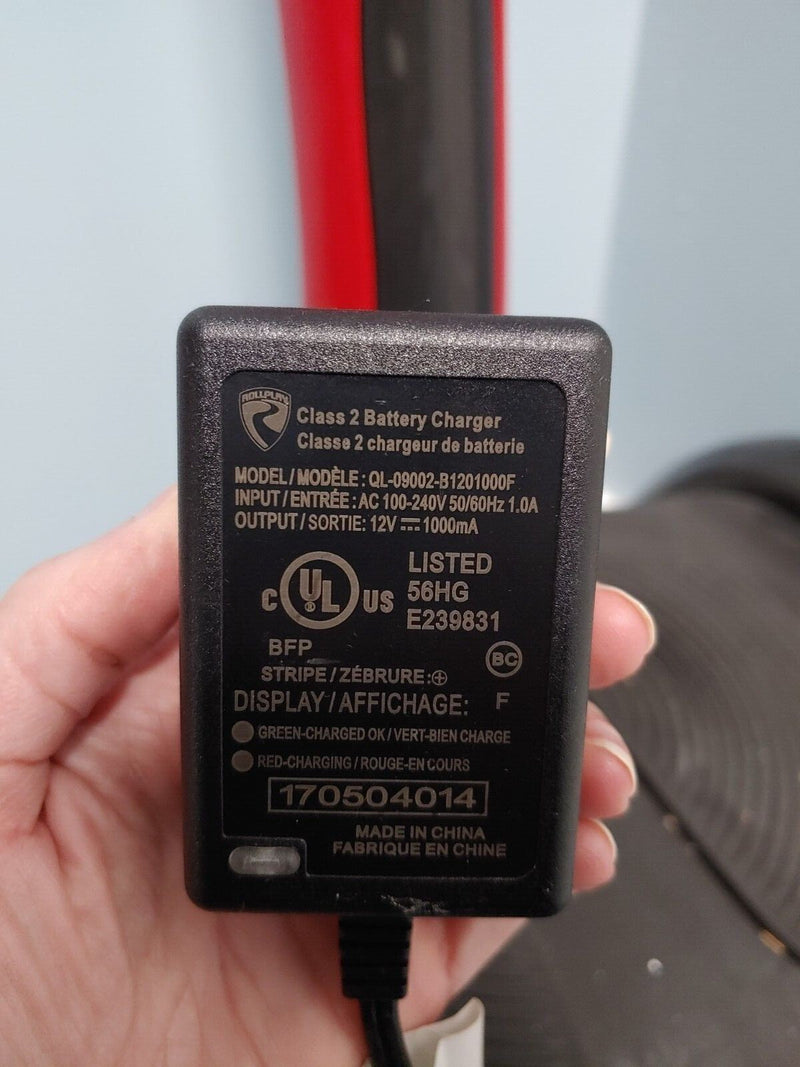 ROLLPLAY
Class 2 Battery Charger
Classe 2 chargeur de batterie
MODEL / MODÈLE : QL-09002-B1201000F
INPUT / ENTRÉE : AC 100-240V 50/60Hz 1.0A
OUTPUT / SORTIE: 12V ⎓ 1000mA
C UL US
LISTED
56HG
E239831
BFP
BC
STRIPE / ZÉBRURE:⊕
DISPLAY / AFFICHAGE: F
GREEN-CHARGED OK / VERT-BIEN CHARGE
RED-CHARGING / ROUGE-EN COURS
170504014
MADE IN CHINA
FABRIQUE EN CHINE